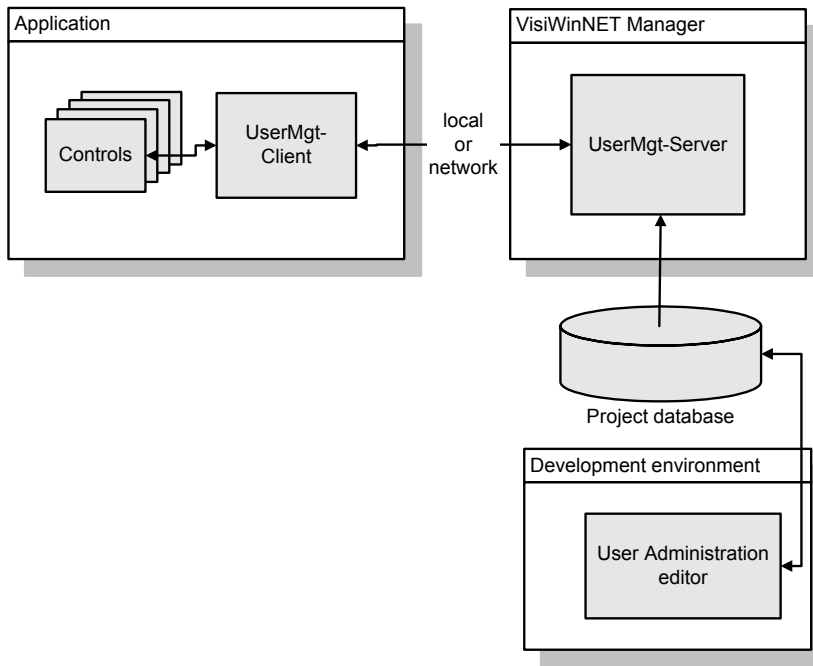 Application
VisiWinNET Manager
Controls
UserMgt-
Client
local
or
network
UserMgt-Server
Project database
Development environment
User Administration
editor